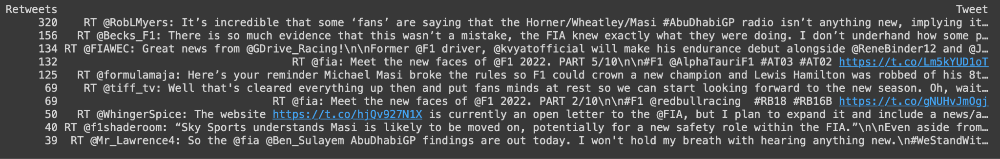 Retweets Tweet
320 RT @RobLMyers: It’s incredible that some ‘fans’ are saying that the Horner/Wheatley/Masi #AbuDhabiGP radio isn’t anything new, implying it…
156 RT @Becks_F1: There is so much evidence that this wasn’t a mistake, the FIA knew exactly what they were doing. I don’t underhand how some p…
134 RT @FIAWEC: Great news from @GDrive_Racing!\n\nFormer @F1 driver, @kvyatofficial will make his endurance debut alongside @ReneBinder12 and @J…
132 RT @fia: Meet the new faces of @F1 2022. PART 5/10\n\n#F1 @AlphaTauriF1 #AT03 #AT02 https://t.co/Lm5kYUD1oT
125 RT @formulamaja: Here’s your reminder Michael Masi broke the rules so F1 could crown a new champion and Lewis Hamilton was robbed of his 8t…
69 RT @tiff_tv: Well that's cleared everything up then and put fans minds at rest so we can start looking forward to the new season. Oh, wait…
69 RT @fia: Meet the new faces of @F1 2022. PART 2/10\n\n#F1 @redbullracing  #RB18 #RB16B https://t.co/gNUHvJmOgj
50 RT @WhingerSpice: The website https://t.co/hjQv927N1X is currently an open letter to the @FIA, but I plan to expand it and include a news/a…
40 RT @f1shaderoom: “Sky Sports understands Masi is likely to be moved on, potentially for a new safety role within the FIA.”\n\nEven aside from…
39 RT @Mr_Lawrence4: So the @fia @Ben_Sulayem AbuDhabiGP findings are out today. I won't hold my breath with hearing anything new.\n#WeStandWit…